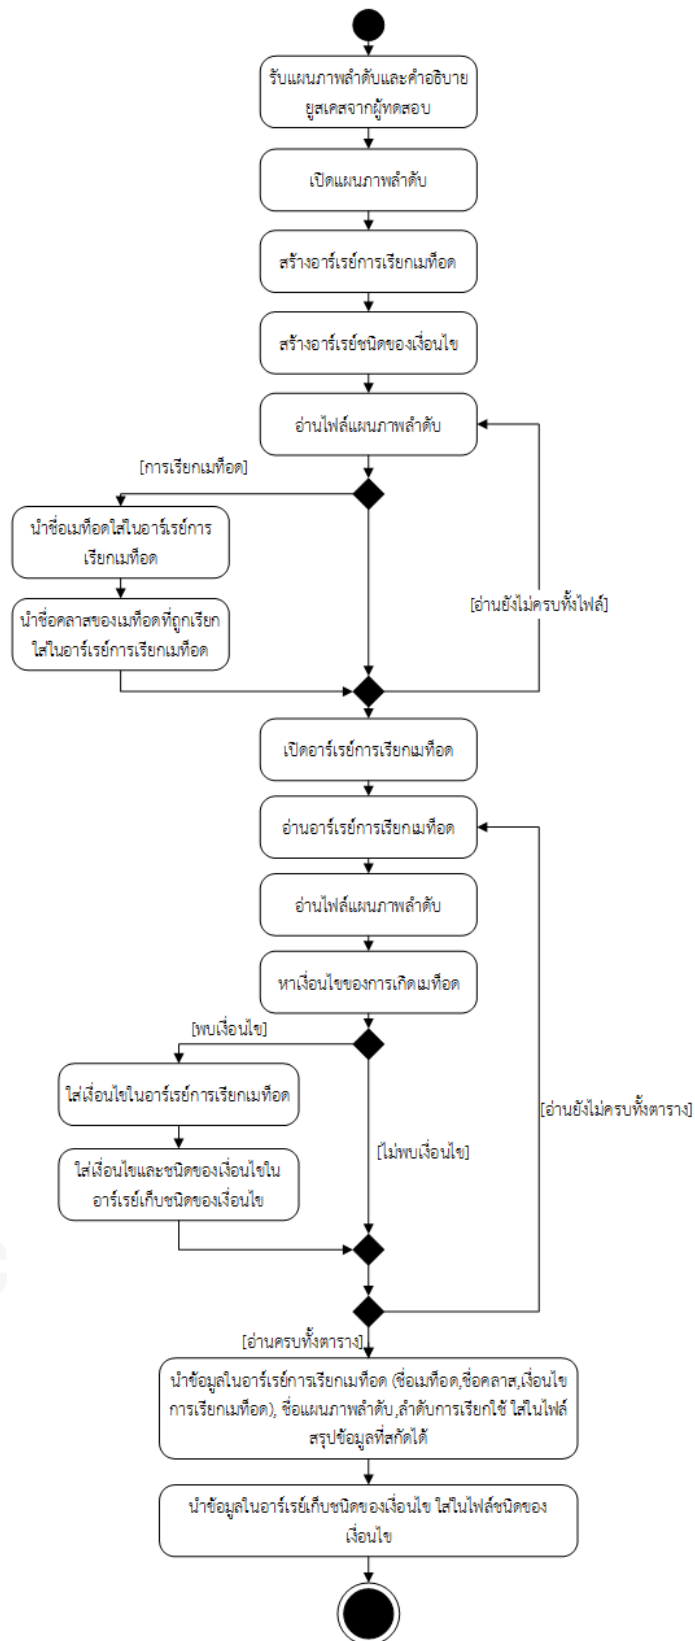 รับแผนภาพลำดับและคำอธิบาย
ยูสเคสจากผู้ทดสอบ
เปิดแผนภาพลำดับ
สร้างอาร์เรย์การเรียกเมท็อด
สร้างอาร์เรย์ชนิดของเงื่อนไข
อ่านไฟล์แผนภาพลำดับ
[การเรียกเมท็อด]
นำชื่อเมท็อดใส่ในอาร์เรย์การ
เรียกเมท็อด
นำชื่อคลาสของเมท็อดที่ถูกเรียก
ใส่ในอาร์เรย์การเรียกเมท็อด
[อ่านยังไม่ครบทั้งไฟล์]
เปิดอาร์เรย์การเรียกเมท็อด
อ่านอาร์เรย์การเรียกเมท็อด
อ่านไฟล์แผนภาพลำดับ
หาเงื่อนไขของการเกิดเมท็อด
[พบเงื่อนไข]
ใส่เงื่อนไขในอาร์เรย์การเรียกเมท็อด
[อ่านยังไม่ครบทั้งตาราง]
[ไม่พบเงื่อนไข]
ใส่เงื่อนไขและชนิดของเงื่อนไขใน
อาร์เรย์เก็บชนิดของเงื่อนไข
[อ่านครบทั้งตาราง]
นำข้อมูลในอาร์เรย์การเรียกเมท็อด (ชื่อเมท็อด,ชื่อคลาส,เงื่อนไข
การเรียกเมท็อด), ชื่อแผนภาพลำดับ,ลำดับการเรียกใช้ ใส่ในไฟล์
สรุปข้อมูลที่สกัดได้
นำข้อมูลในอาร์เรย์เก็บชนิดของเงื่อนไข ใส่ในไฟล์ชนิดของ
เงื่อนไข